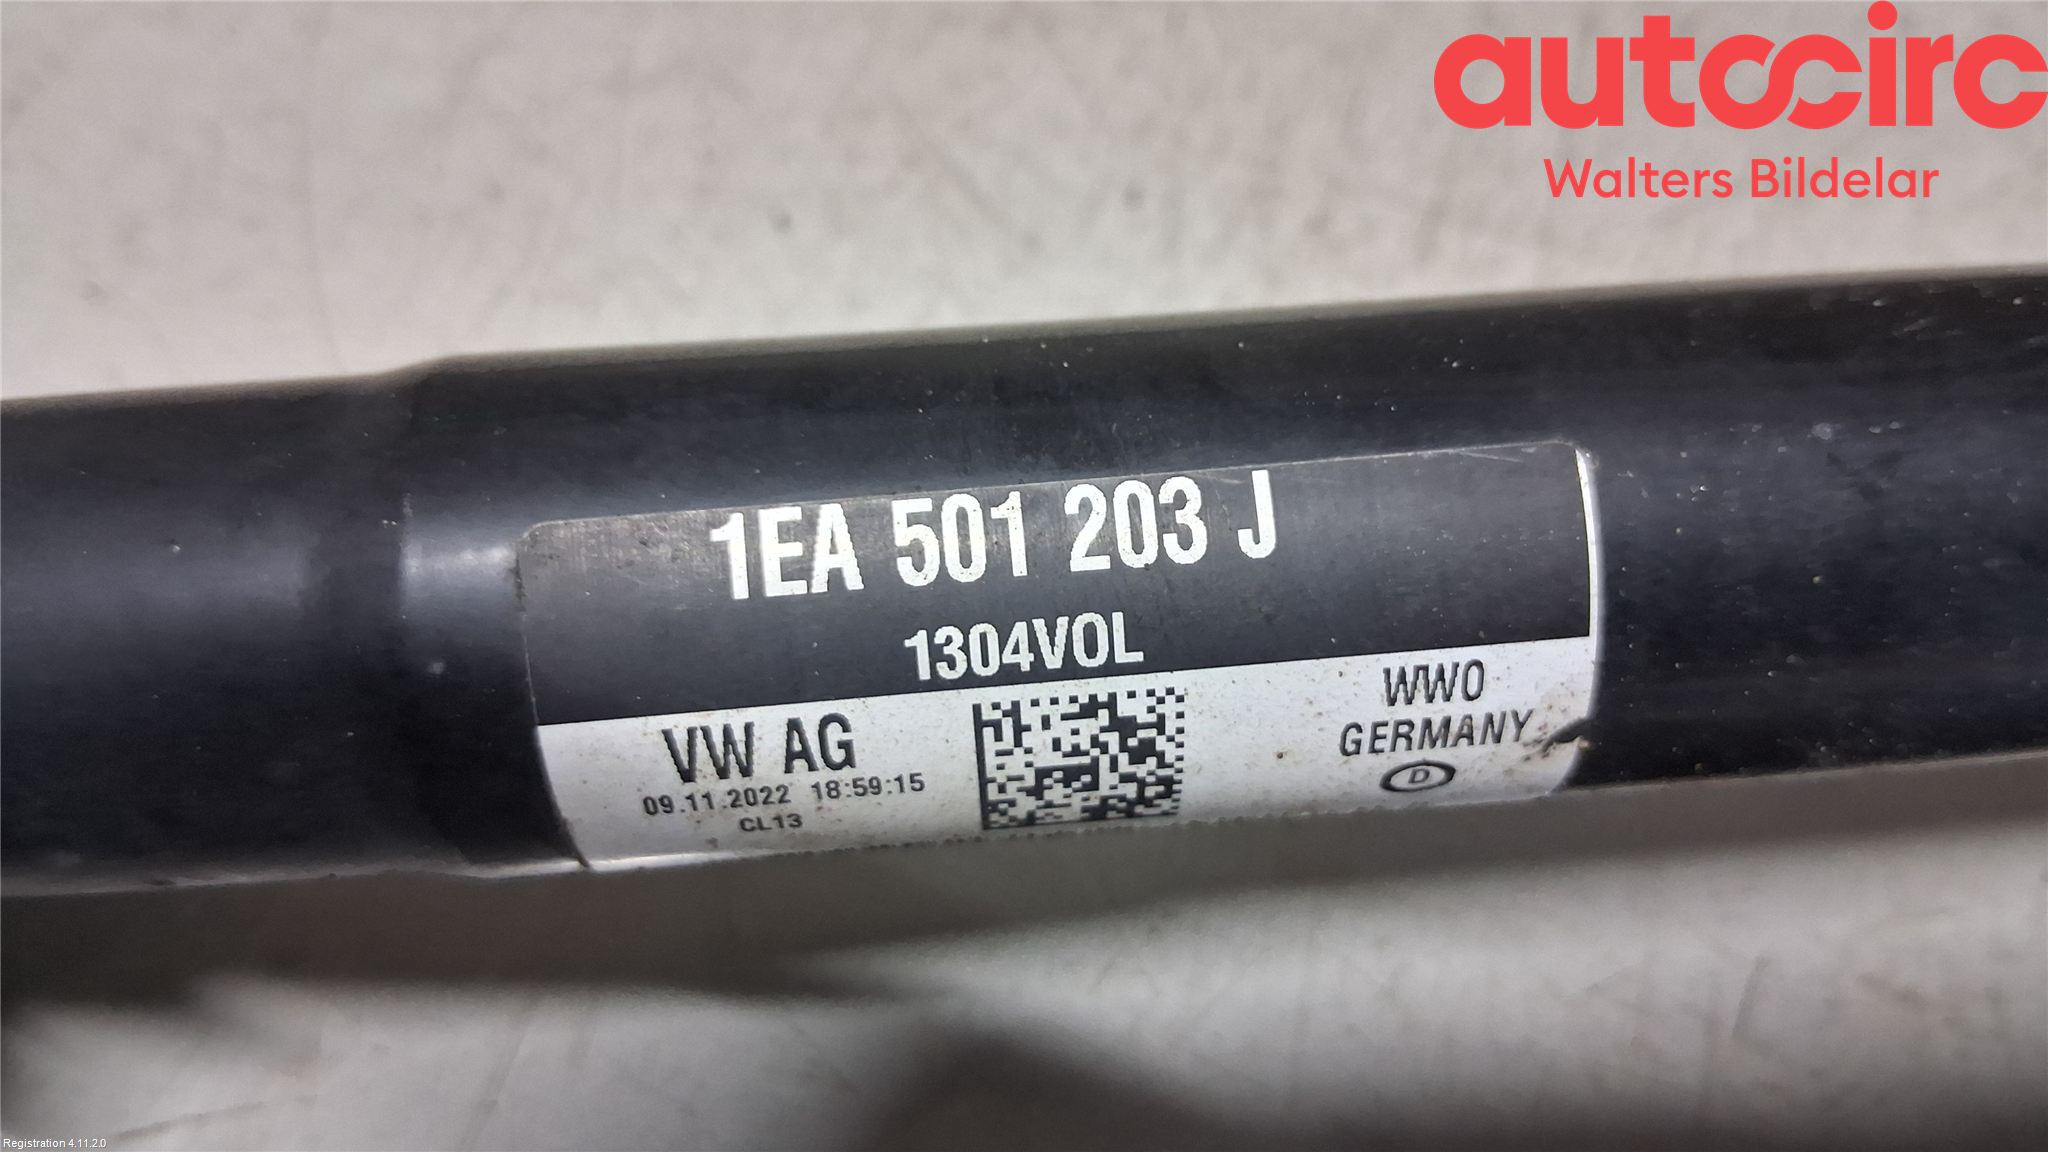 autocirc
Walters Bildelar
1EA 501 203 J
1304VOL
VW AG
09.11.2022 18:59:15
CL13
WWO
GERMANY
D
Registration 4.11.2.0